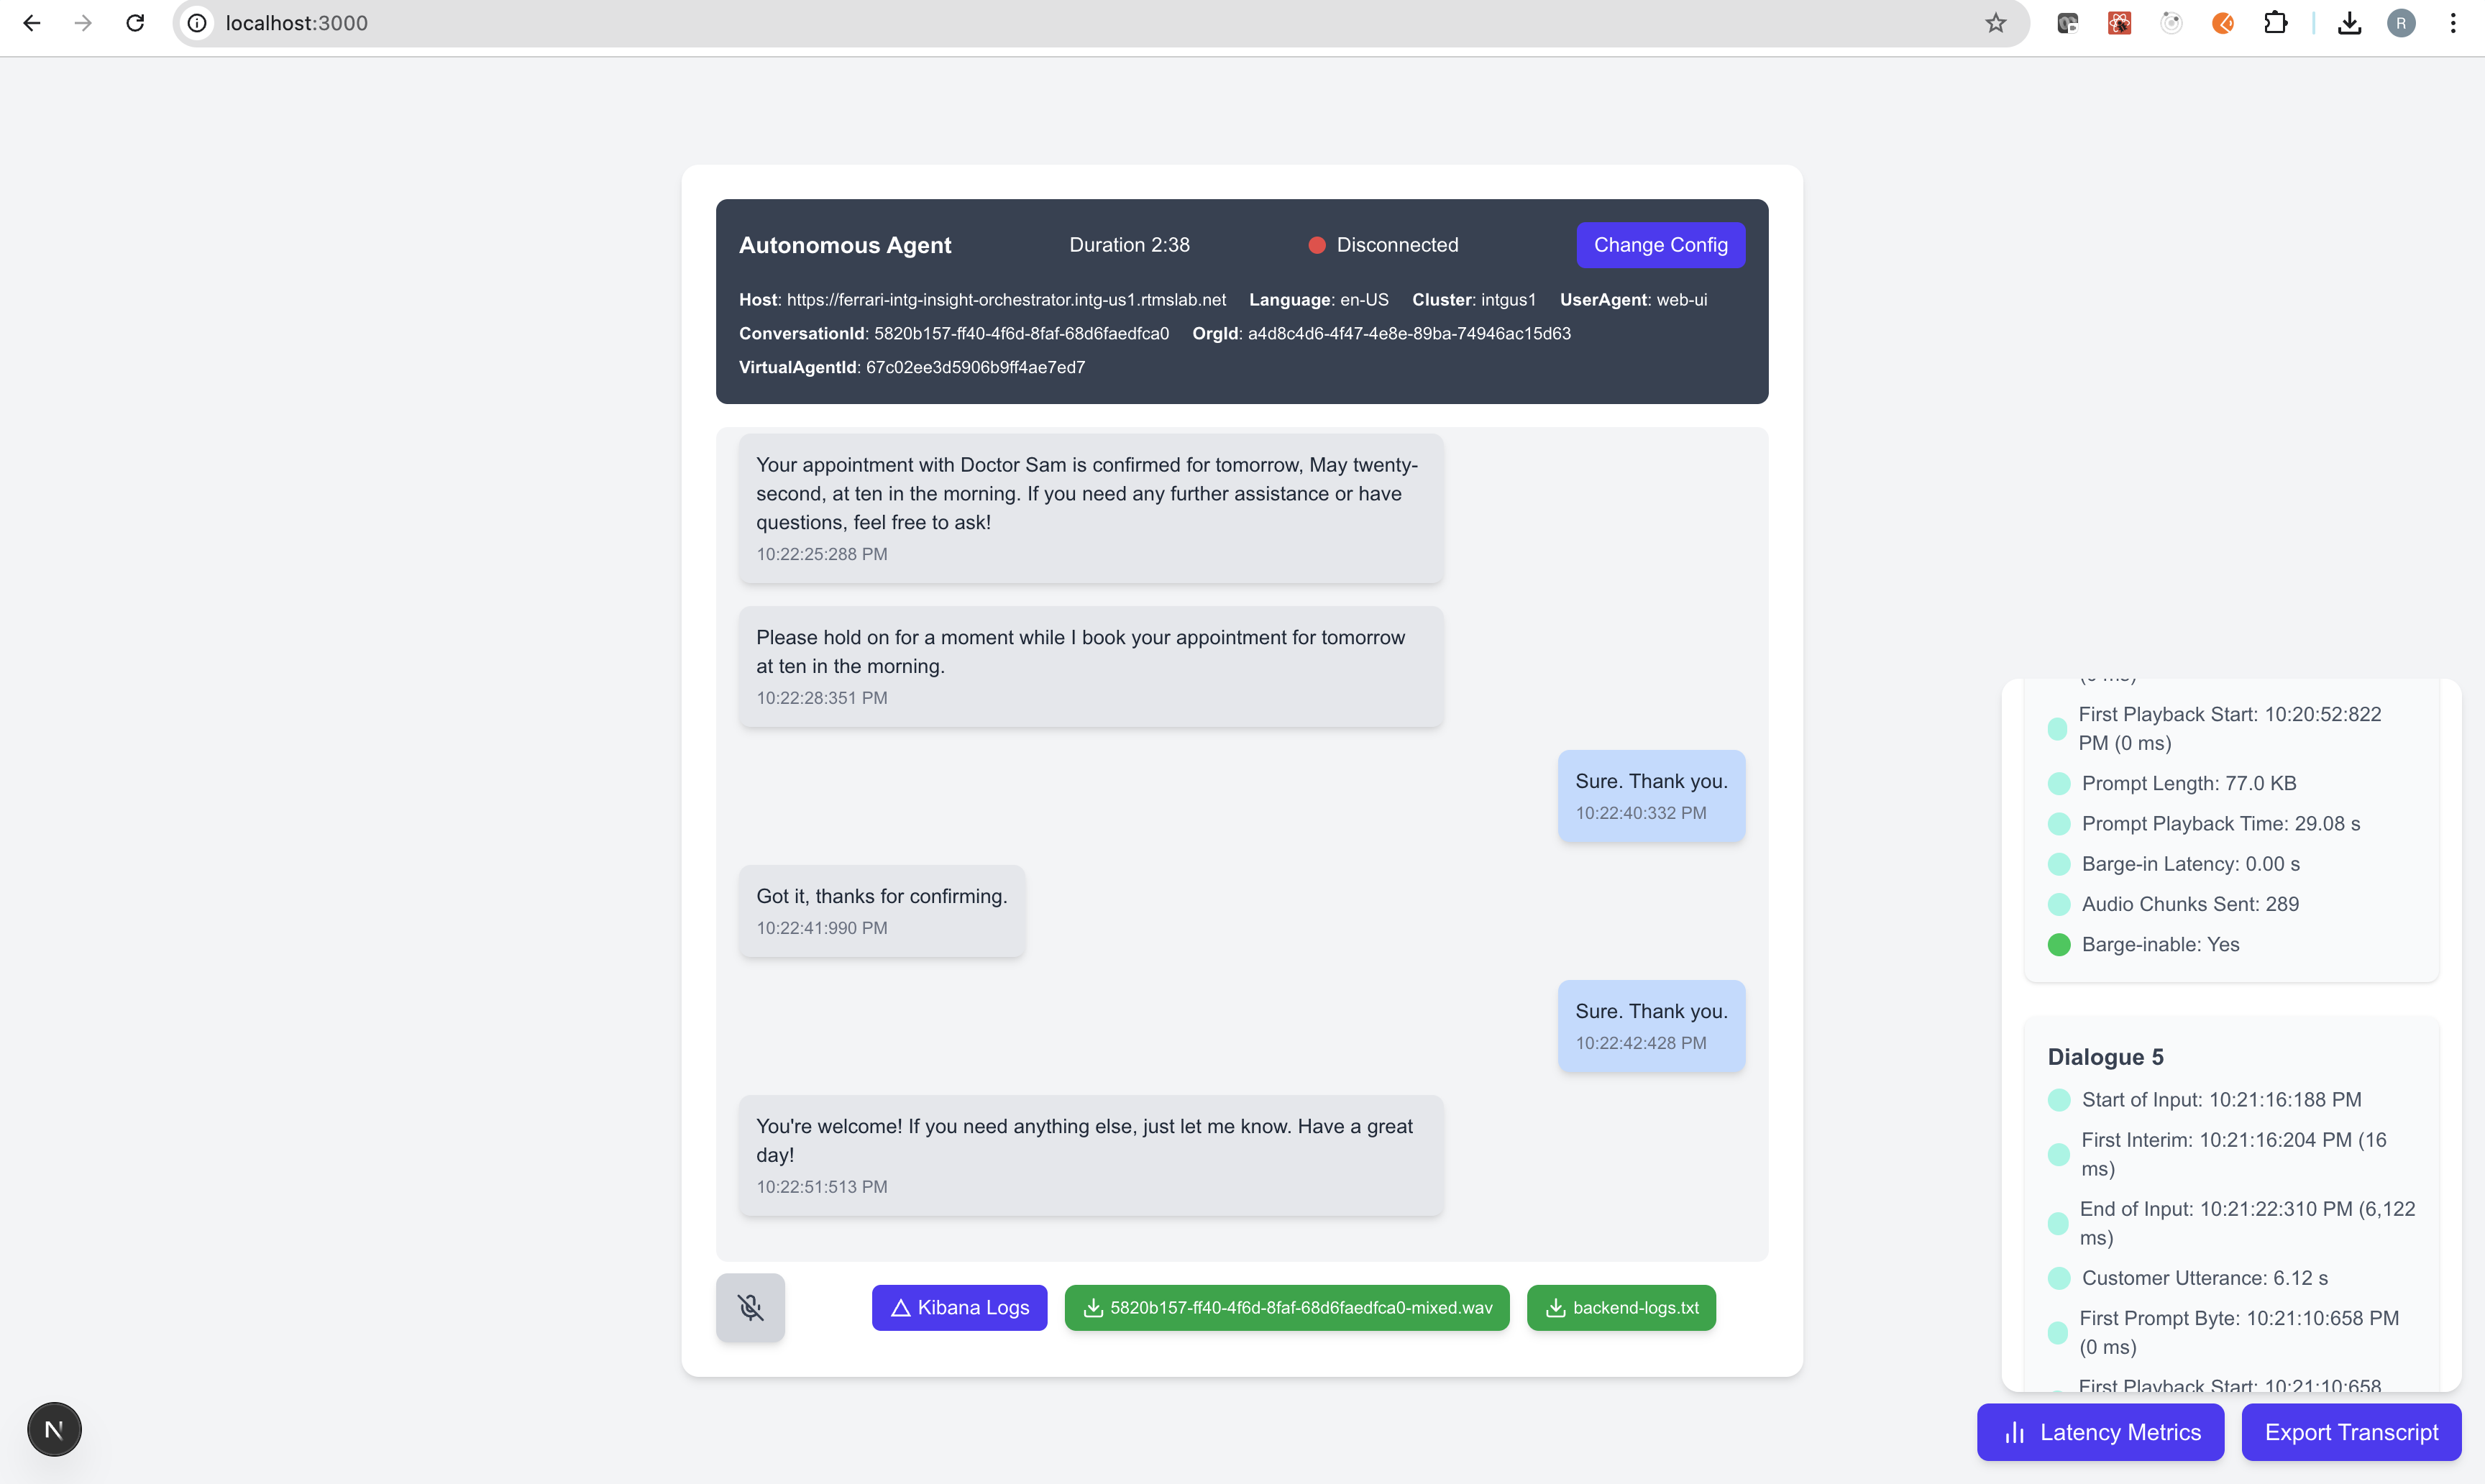 localhost:3000
R
Autonomous Agent
Duration 2:38
Disconnected
Change Config
Host: https://ferrari-intg-insight-orchestrator.intg-us1.rtmslab.net Language: en-US Cluster: intgus1 UserAgent: web-ui
ConversationId: 5820b157-ff40-4f6d-8faf-68d6faedfca0 OrgId: a4d8c4d6-4f47-4e8e-89ba-74946ac15d63
VirtualAgentId: 67c02ee3d5906b9ff4ae7ed7
Your appointment with Doctor Sam is confirmed for tomorrow, May twenty-
second, at ten in the morning. If you need any further assistance or have
questions, feel free to ask!
10:22:25:288 PM
Please hold on for a moment while I book your appointment for tomorrow
at ten in the morning.
10:22:28:351 PM
Sure. Thank you.
10:22:40:332 PM
Got it, thanks for confirming.
10:22:41:990 PM
Sure. Thank you.
10:22:42:428 PM
You're welcome! If you need anything else, just let me know. Have a great
day!
10:22:51:513 PM
Kibana Logs
5820b157-ff40-4f6d-8faf-68d6faedfca0-mixed.wav
backend-logs.txt
First Playback Start: 10:20:52:822
PM (0 ms)
Prompt Length: 77.0 KB
Prompt Playback Time: 29.08 s
Barge-in Latency: 0.00 s
Audio Chunks Sent: 289
Barge-inable: Yes
Dialogue 5
Start of Input: 10:21:16:188 PM
First Interim: 10:21:16:204 PM (16
ms)
End of Input: 10:21:22:310 PM (6,122
ms)
Customer Utterance: 6.12 s
First Prompt Byte: 10:21:10:658 PM
(0 ms)
First Playback Start: 10:21:10:658
Latency Metrics
Export Transcript
N